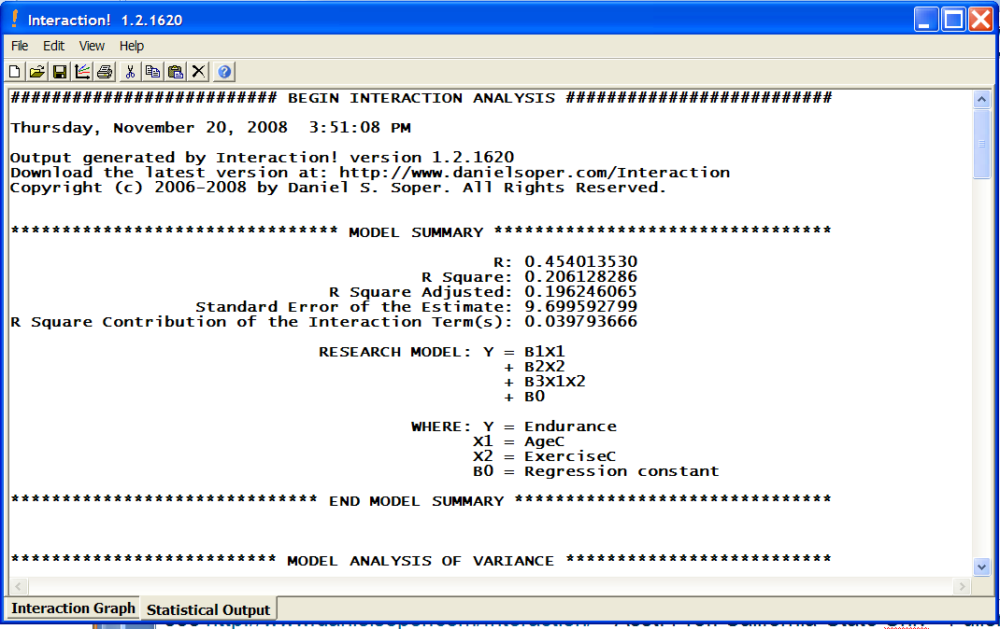 Interaction! 1.2.1620
File Edit View Help
########################## BEGIN INTERACTION ANALYSIS ##########################
Thursday, November 20, 2008  3:51:08 PM
Output generated by Interaction! version 1.2.1620
Download the latest version at: http://www.danielsoper.com/Interaction
Copyright (c) 2006-2008 by Daniel S. Soper. All Rights Reserved.
******************************** MODEL SUMMARY *********************************
R: 0.454013530
R Square: 0.206128286
R Square Adjusted: 0.196246065
Standard Error of the Estimate: 9.699592799
R Square Contribution of the Interaction Term(s): 0.039793666
RESEARCH MODEL: Y = B1X1
+ B2X2
+ B3X1X2
+ B0
WHERE: Y = Endurance
X1 = AgeC
X2 = ExerciseC
B0 = Regression constant
****************************** END MODEL SUMMARY *******************************
************************** MODEL ANALYSIS OF VARIANCE **************************
Interaction Graph Statistical Output